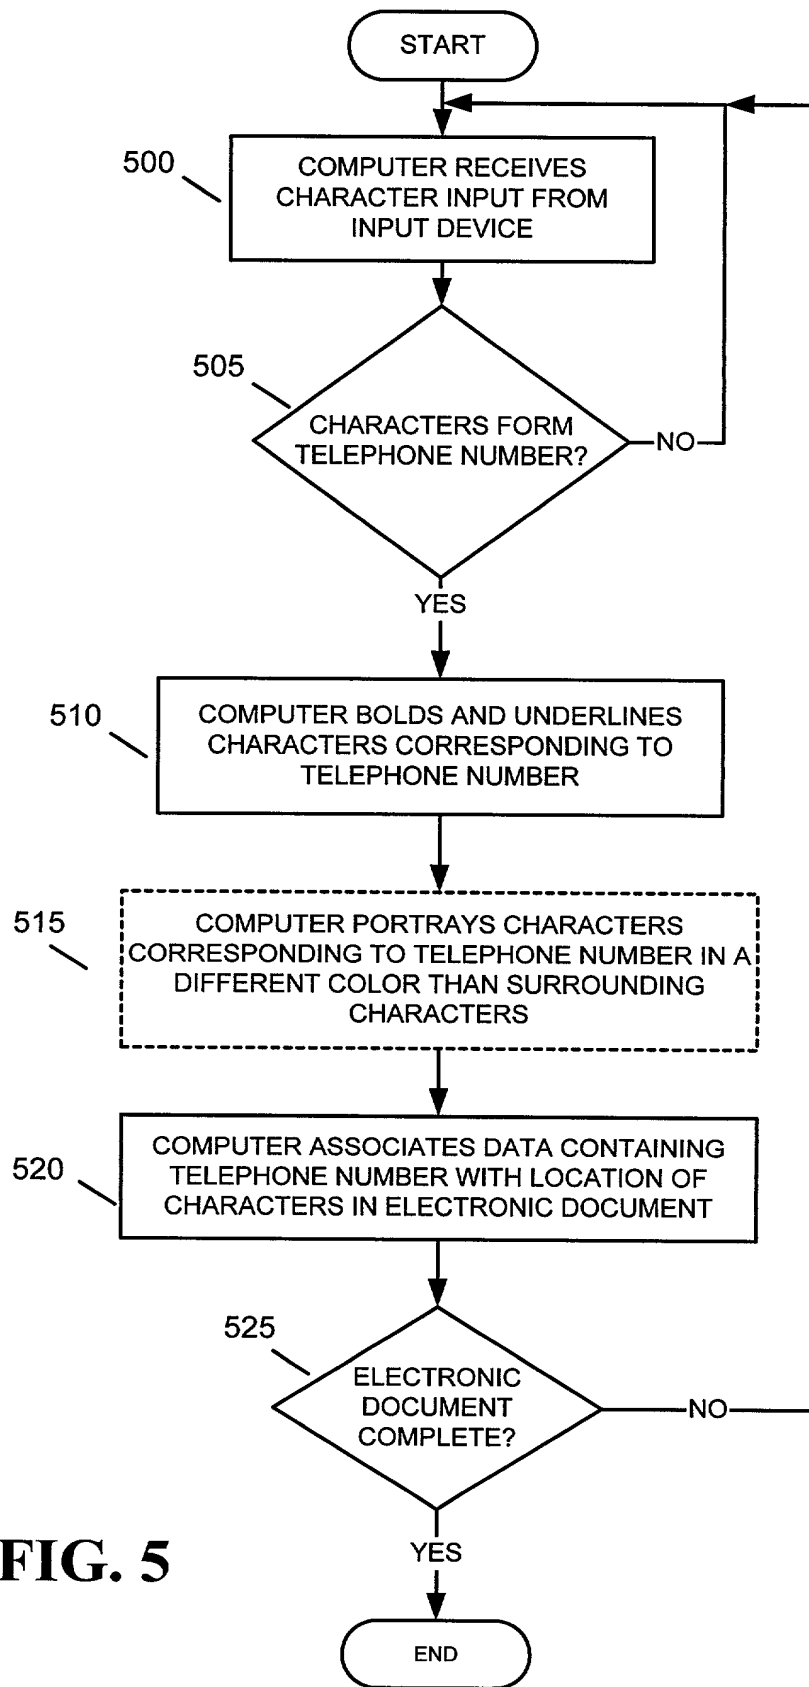 START
500
COMPUTER RECEIVES
CHARACTER INPUT FROM
INPUT DEVICE
505
CHARACTERS FORM
TELEPHONE NUMBER?
NO
YES
510
COMPUTER BOLDS AND UNDERLINES
CHARACTERS CORRESPONDING TO
TELEPHONE NUMBER
515
COMPUTER PORTRAYS CHARACTERS
CORRESPONDING TO TELEPHONE NUMBER IN A
DIFFERENT COLOR THAN SURROUNDING
CHARACTERS
520
COMPUTER ASSOCIATES DATA CONTAINING
TELEPHONE NUMBER WITH LOCATION OF
CHARACTERS IN ELECTRONIC DOCUMENT
525
ELECTRONIC
DOCUMENT
COMPLETE?
NO
YES
FIG. 5
END